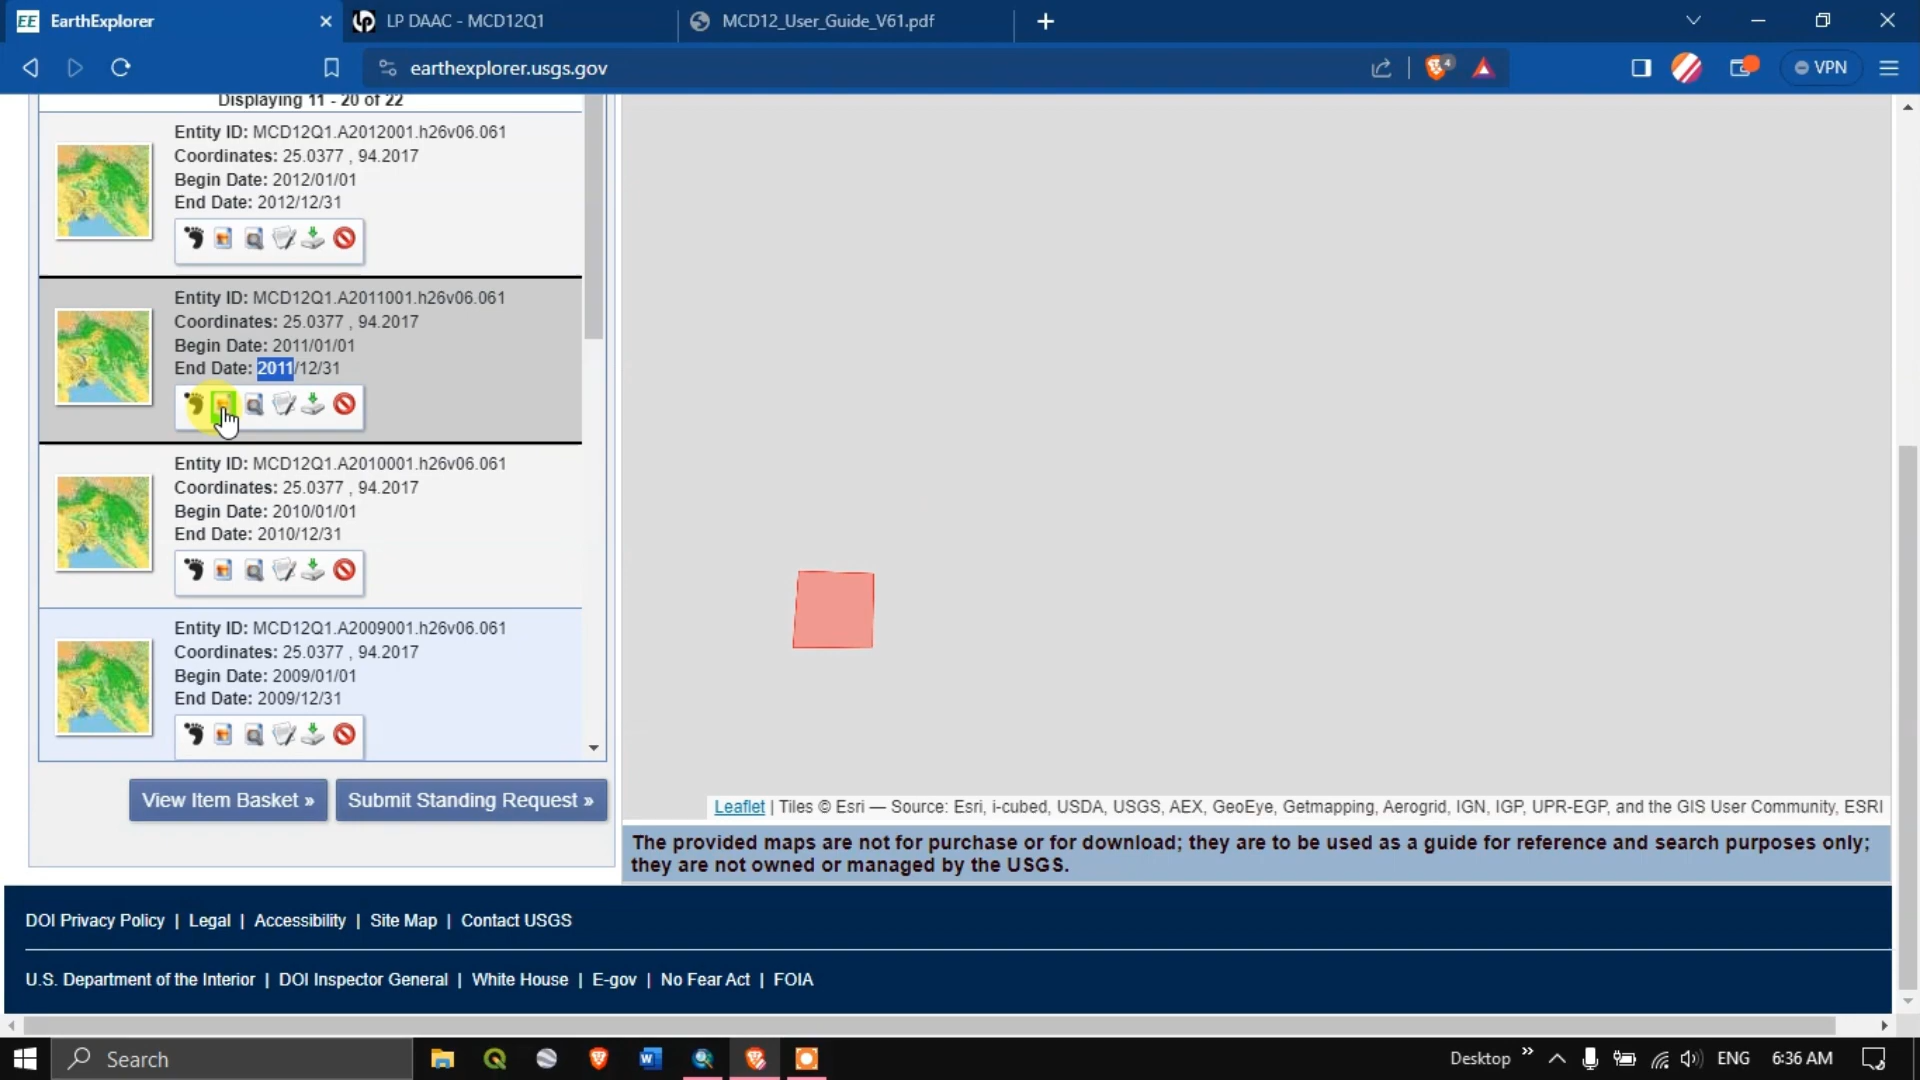 EE EarthExplorer
LP DAAC - MCD12Q1
MCD12_User_Guide_V61.pdf
earthexplorer.usgs.gov
4
VPN
Displaying 11 - 20 of 22
Entity ID: MCD12Q1.A2012001.h26v06.061
Coordinates: 25.0377 , 94.2017
Begin Date: 2012/01/01
End Date: 2012/12/31
Entity ID: MCD12Q1.A2011001.h26v06.061
Coordinates: 25.0377 , 94.2017
Begin Date: 2011/01/01
End Date: 2011/12/31
Entity ID: MCD12Q1.A2010001.h26v06.061
Coordinates: 25.0377 , 94.2017
Begin Date: 2010/01/01
End Date: 2010/12/31
Entity ID: MCD12Q1.A2009001.h26v06.061
Coordinates: 25.0377 , 94.2017
Begin Date: 2009/01/01
End Date: 2009/12/31
View Item Basket »
Submit Standing Request »
Leaflet | Tiles © Esri — Source: Esri, i-cubed, USDA, USGS, AEX, GeoEye, Getmapping, Aerogrid, IGN, IGP, UPR-EGP, and the GIS User Community, ESRI
The provided maps are not for purchase or for download; they are to be used as a guide for reference and search purposes only;
they are not owned or managed by the USGS.
DOI Privacy Policy | Legal | Accessibility | Site Map | Contact USGS
U.S. Department of the Interior | DOI Inspector General | White House | E-gov | No Fear Act | FOIA
Search
Desktop
ENG
6:36 AM